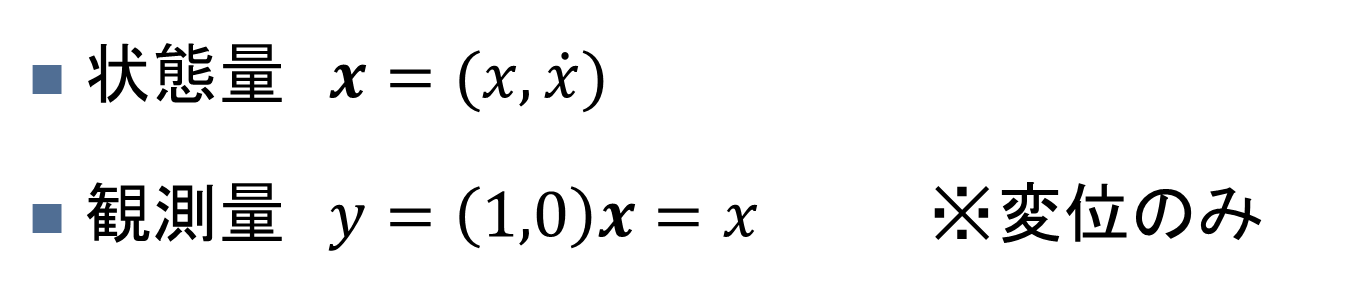 ■ 状態量 𝒙 = (x, ẋ)
■ 観測量 y = (1,0)𝒙 = x ※変位のみ